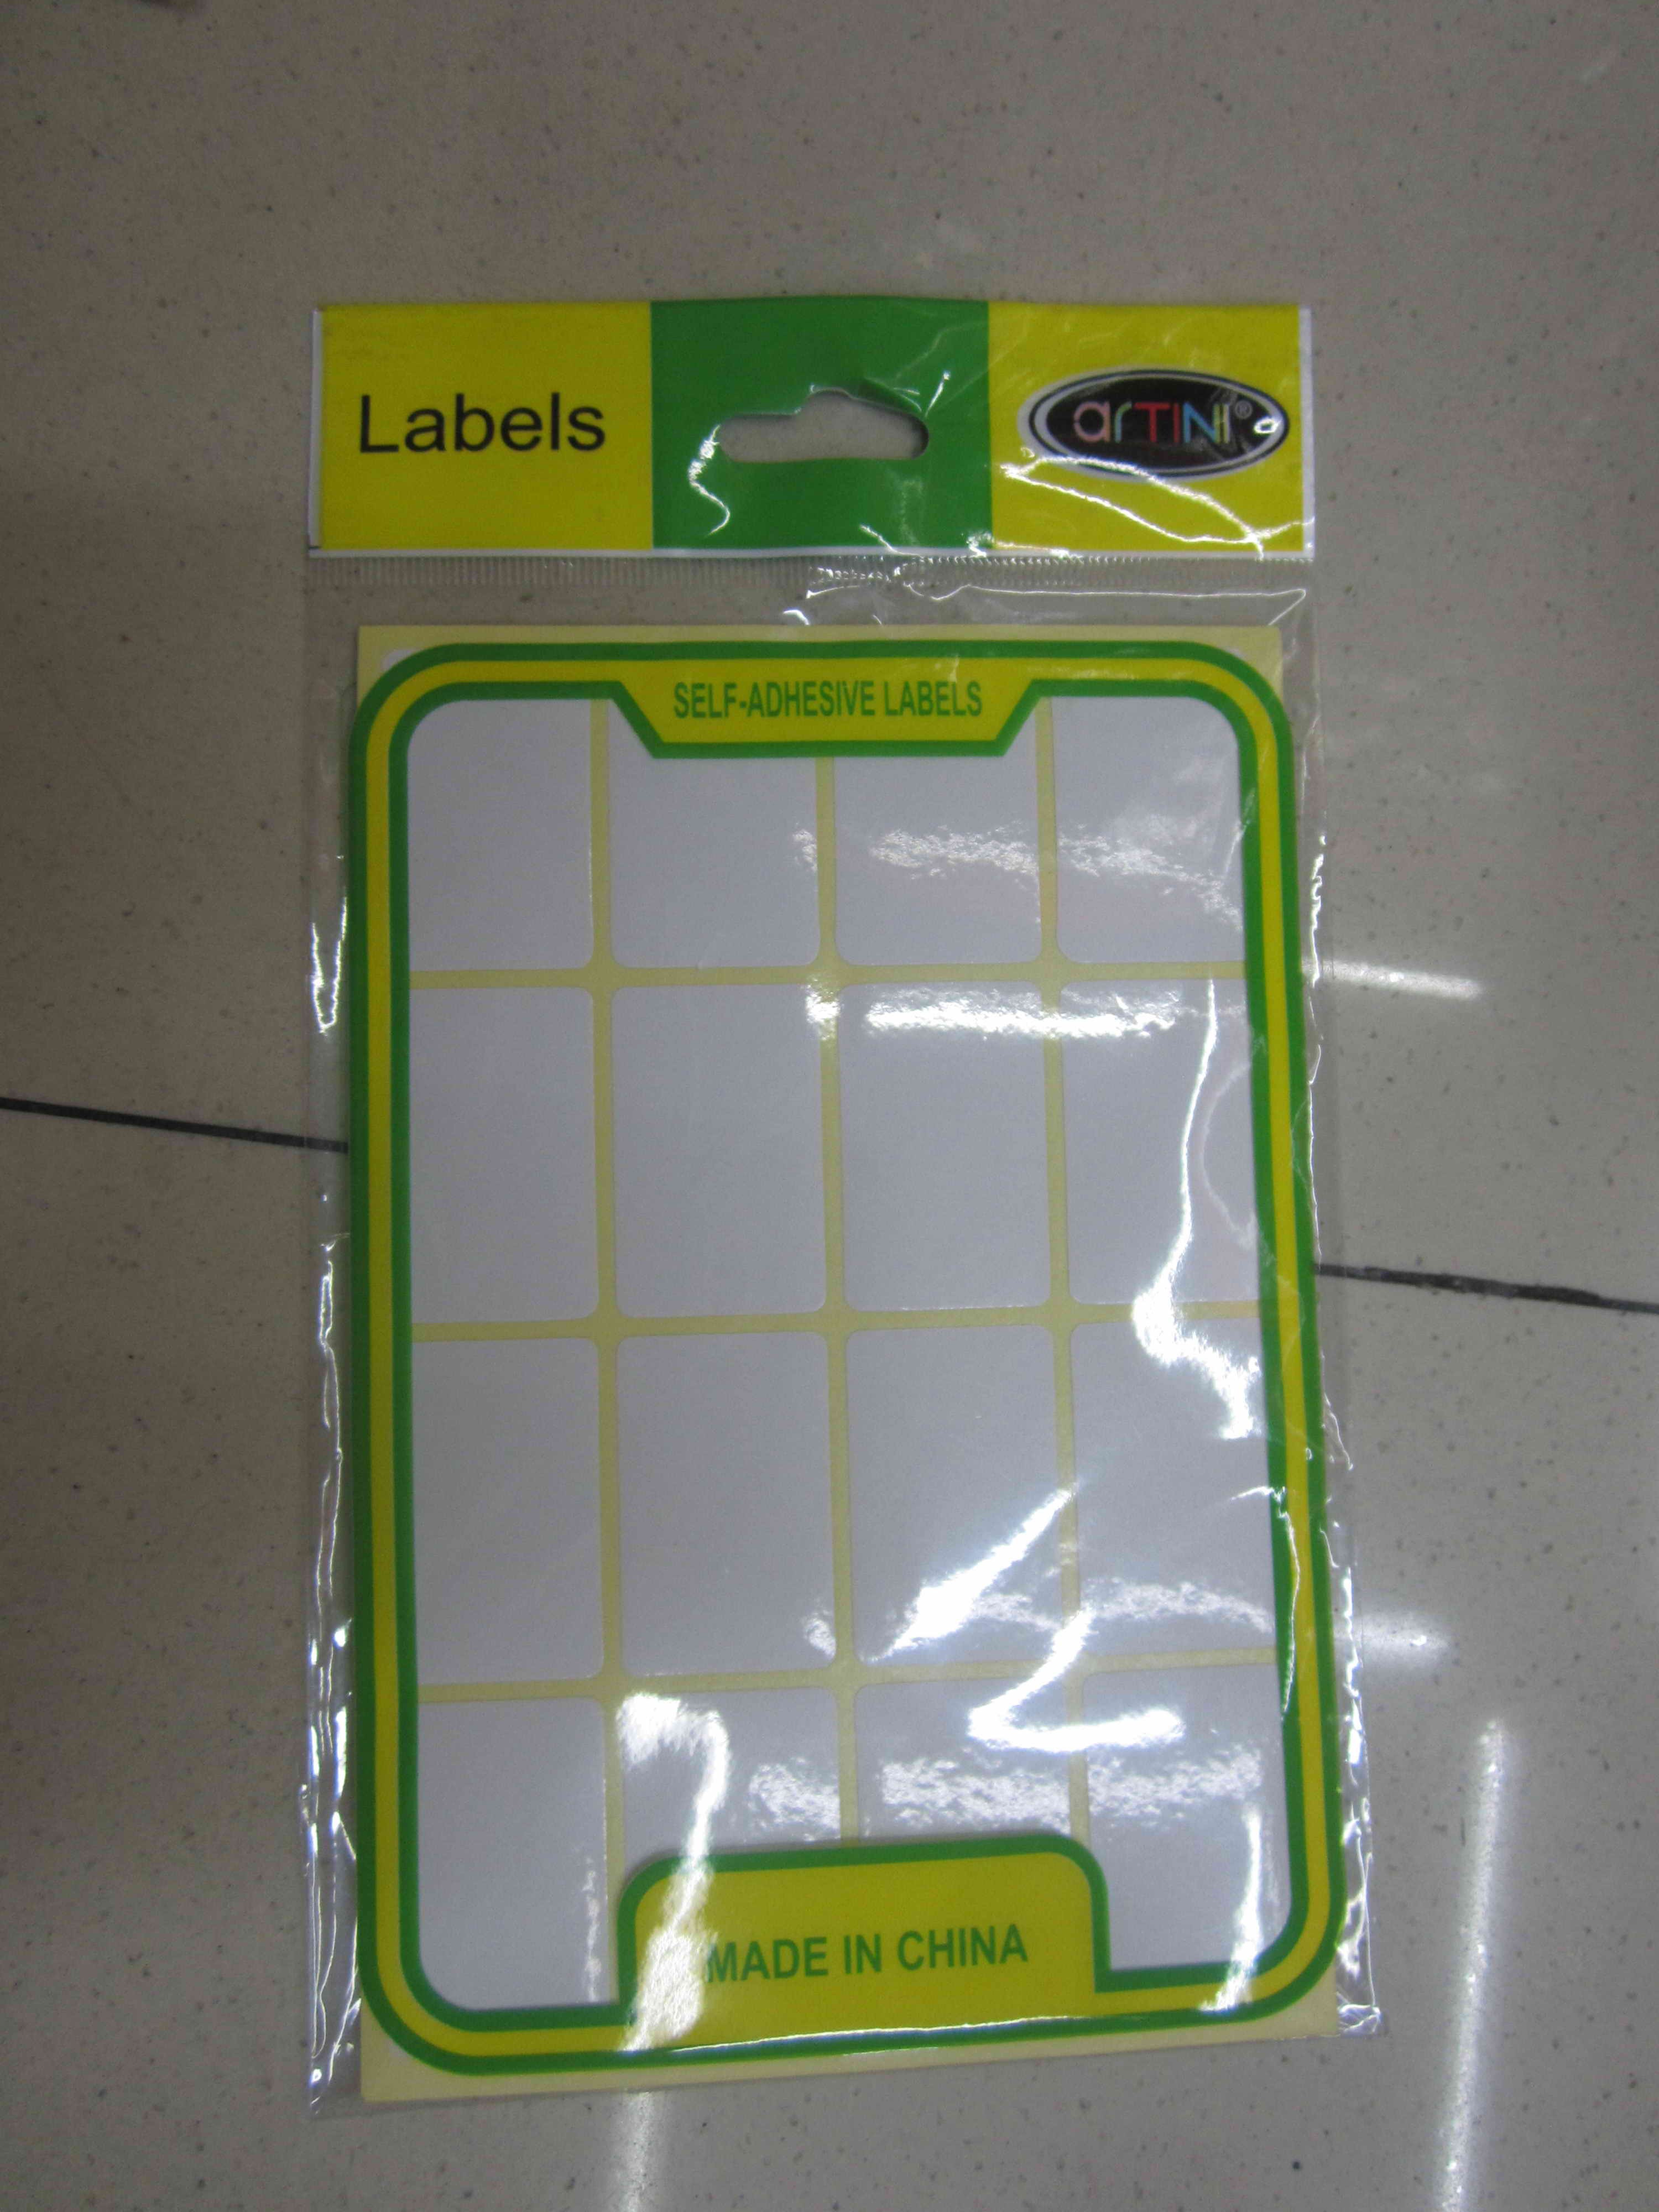 Labels
arTINI®
SELF-ADHESIVE LABELS
MADE IN CHINA